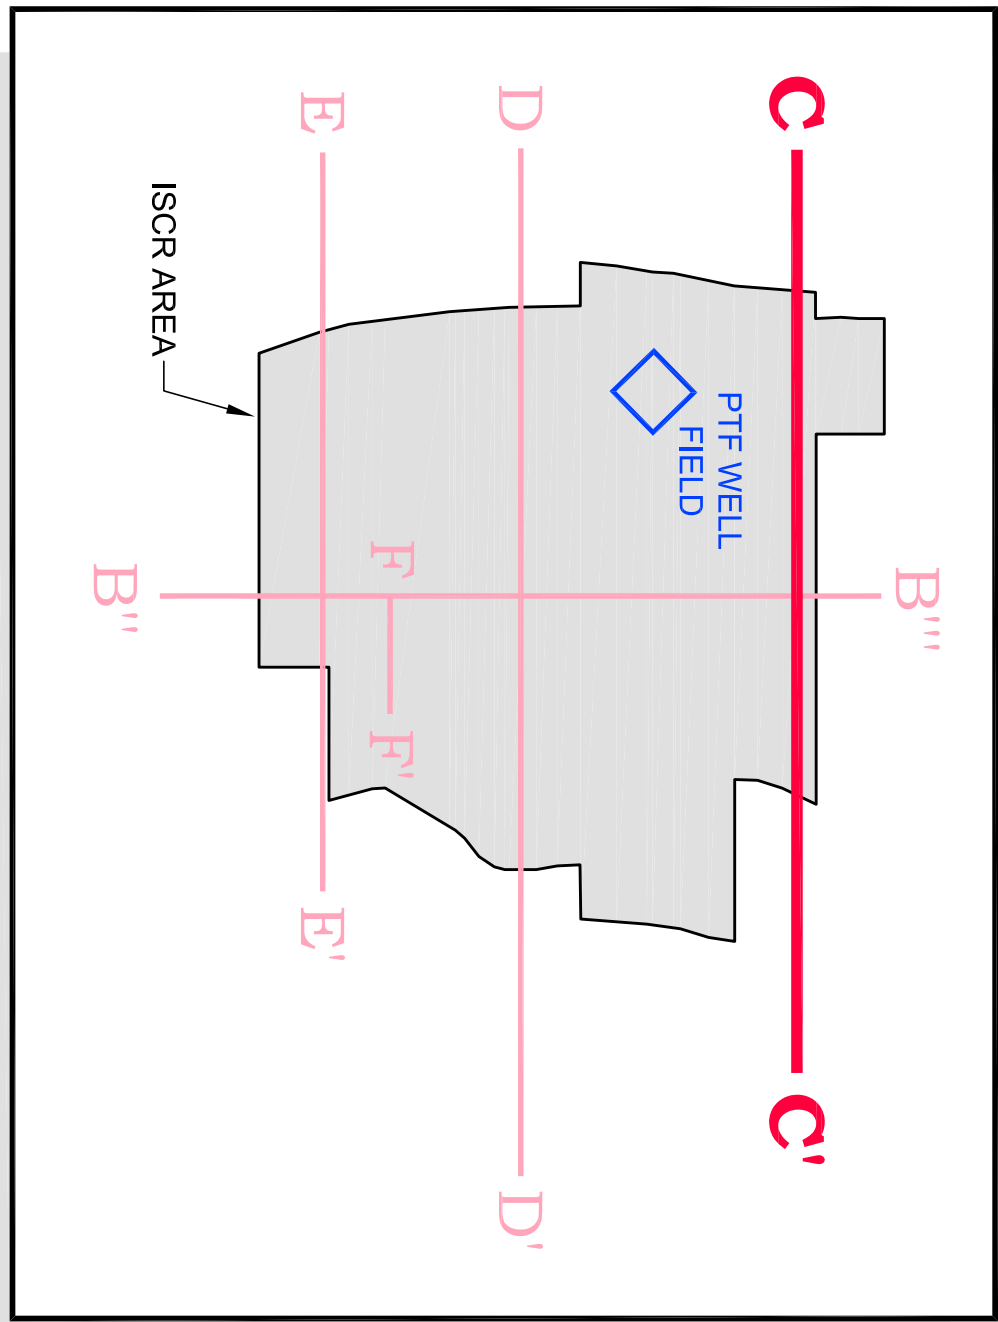 B'''
C C'
PTF WELL
FIELD
D D'
F F'
E E'
ISCR AREA
B''